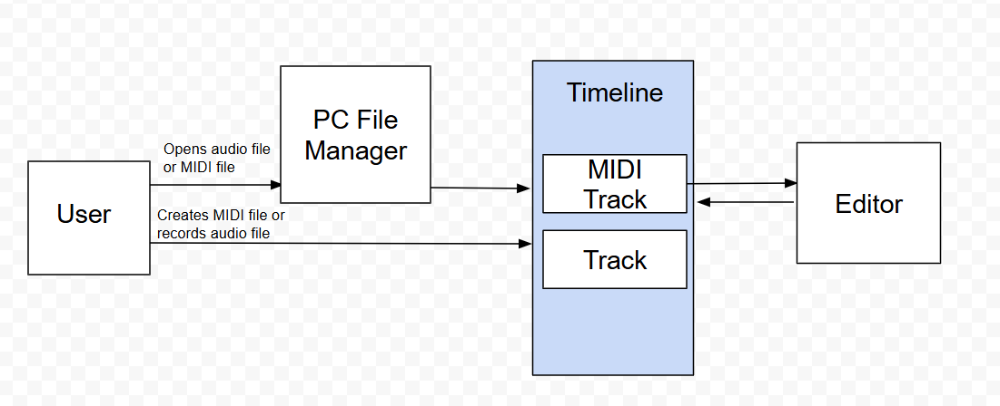 Timeline
PC File
Manager
Opens audio file
or MIDI file
MIDI
Track
User
Editor
Creates MIDI file or
records audio file
Track